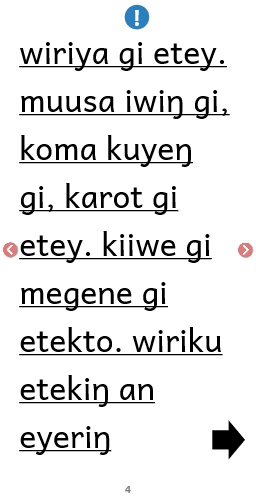 wiriya gi etey.
muusa iwiŋ gi,
koma kuyeŋ
gi, karot gi
etey. kiiwe gi
megene gi
etekto. wiriku
etekiŋ an
eyeriŋ
4